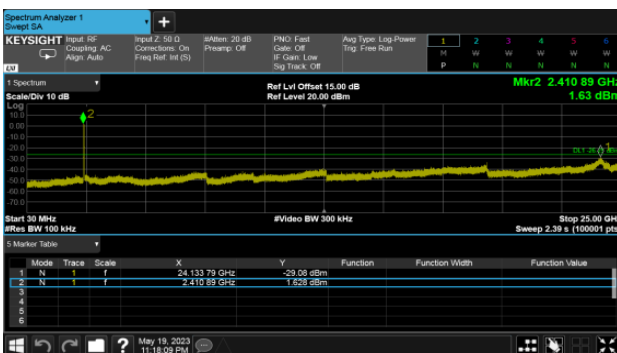 Spectrum Analyzer 1
Swept SA
KEYSIGHT Input: RF Input Z: 50 Ω #Atten: 20 dB PNO: Fast Avg Type: Log-Power 1 2 3 4 5 6
Coupling: AC Corrections: On Preamp: Off Gate: Off Trig: Free Run M W W W W W
Align: Auto Freq Ref: Int (S) IF Gain: Low P N N N N N
LXI Sig Track: Off
1 Spectrum Ref Lvl Offset 15.00 dB Mkr2 2.410 89 GHz
Scale/Div 10 dB Ref Level 20.00 dBm 1.63 dBm
Log
10.0
0.00
-10.0
-20.0
-30.0
-40.0
-50.0
-60.0
-70.0
2
1
DL1
Start 30 MHz #Video BW 300 kHz Stop 25.00 GHz
#Res BW 100 kHz Sweep 2.39 s (100001 pts)
5 Marker Table
Mode Trace Scale X Y Function Function Width Function Value
1 N 1 f 24.133 79 GHz -29.08 dBm
2 N 1 f 2.410 89 GHz 1.628 dBm
3
4
5
6
? May 19, 2023
11:18:09 PM